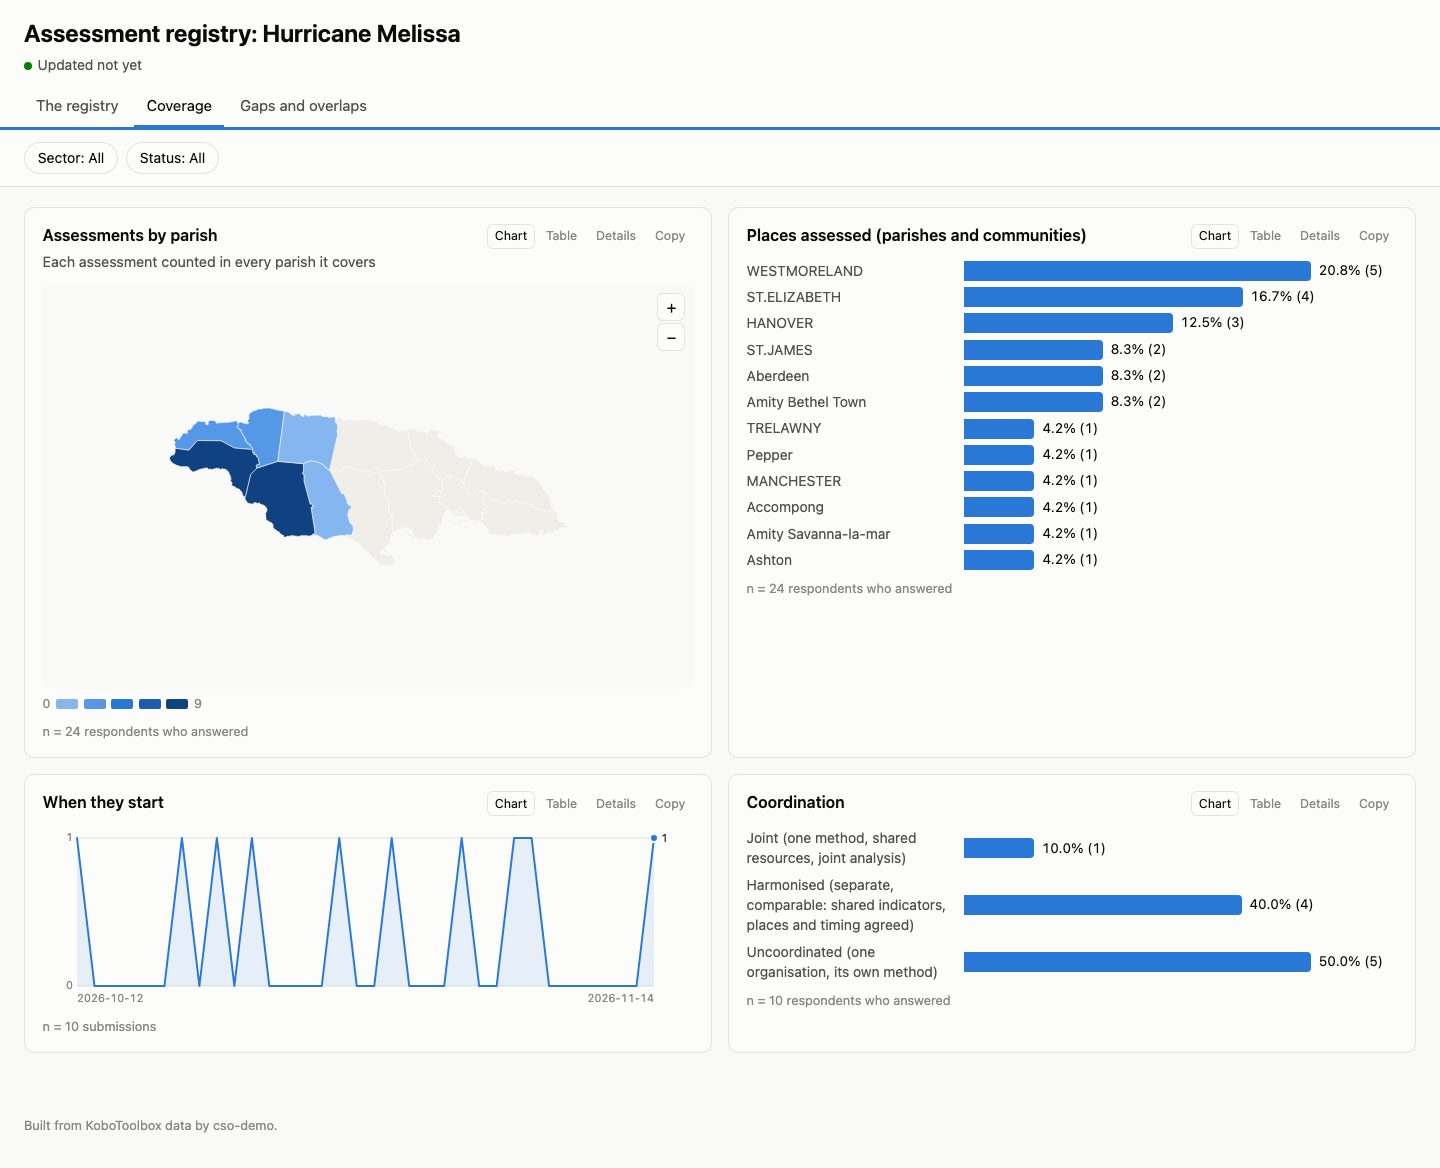 Assessment registry: Hurricane Melissa
Updated not yet
The registry
Coverage
Gaps and overlaps
Sector: All
Status: All
Assessments by parish
Chart
Table
Details
Copy
Each assessment counted in every parish it covers
+
−
0
9
n = 24 respondents who answered
Places assessed (parishes and communities)
Chart
Table
Details
Copy
WESTMORELAND 20.8% (5)
ST.ELIZABETH 16.7% (4)
HANOVER 12.5% (3)
ST.JAMES 8.3% (2)
Aberdeen 8.3% (2)
Amity Bethel Town 8.3% (2)
TRELAWNY 4.2% (1)
Pepper 4.2% (1)
MANCHESTER 4.2% (1)
Accompong 4.2% (1)
Amity Savanna-la-mar 4.2% (1)
Ashton 4.2% (1)
n = 24 respondents who answered
When they start
Chart
Table
Details
Copy
1
1
0
2026-10-12
2026-11-14
n = 10 submissions
Coordination
Chart
Table
Details
Copy
Joint (one method, shared
resources, joint analysis)
10.0% (1)
Harmonised (separate,
comparable: shared indicators,
places and timing agreed)
40.0% (4)
Uncoordinated (one
organisation, its own method)
50.0% (5)
n = 10 respondents who answered
Built from KoboToolbox data by cso-demo.